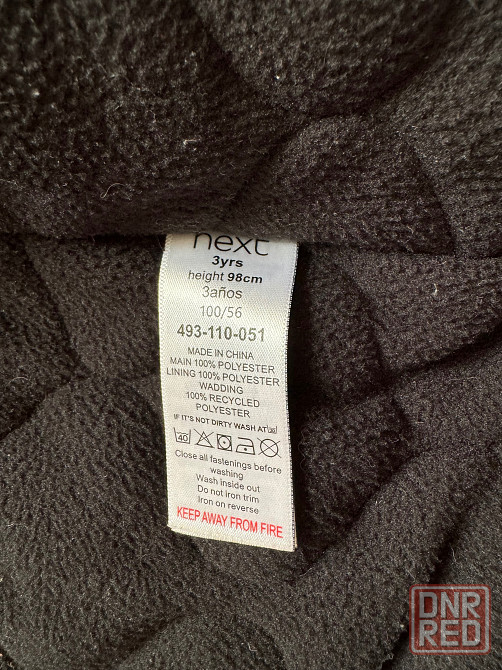 next
3yrs
height 98cm
3años
100/56
493-110-051
MADE IN CHINA
MAIN 100% POLYESTER
LINING 100% POLYESTER
WADDING
100% RECYCLED
POLYESTER
IF IT'S NOT DIRTY WASH AT 30
40
Close all fastenings before
washing
Wash inside out
Do not iron trim
Iron on reverse
KEEP AWAY FROM FIRE
DNR
RED